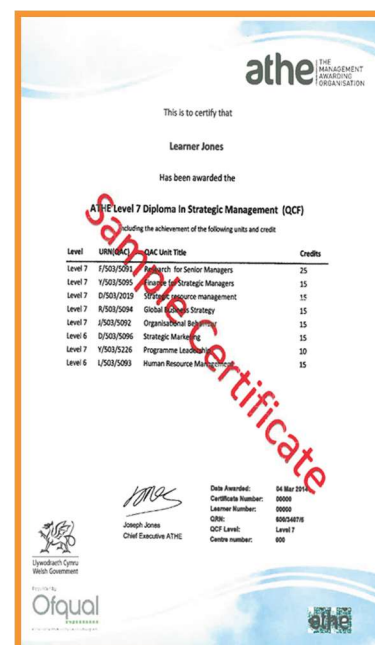 athe THE MANAGEMENT AWARDING ORGANISATION
This is to certify that
Learner Jones
Has been awarded the
ATHE Level 7 Diploma in Strategic Management (QCF)
including the achievement of the following units and credit
Level URN(QAC) QAC Unit Title Credits
Level 7 F/503/5091 Research for Senior Managers 25
Level 7 Y/503/5095 Finance for Strategic Managers 15
Level 7 D/503/2019 Strategic resource management 15
Level 7 R/503/5094 Global Business Strategy 15
Level 7 J/503/5092 Organisational Behaviour 15
Level 6 D/503/5096 Strategic Marketing 15
Level 7 Y/503/5226 Programme Leadership 10
Level 6 L/503/5093 Human Resource Management 15
Sample Certificate
Joseph Jones
Chief Executive ATHE
Date Awarded: 04 Mar 2014
Certificate Number: 00000
Learner Number: 00000
QRN: 600/3407/6
QCF Level: Level 7
Centre number: 000
Llywodraeth Cymru
Welsh Government
Ofqual
athe